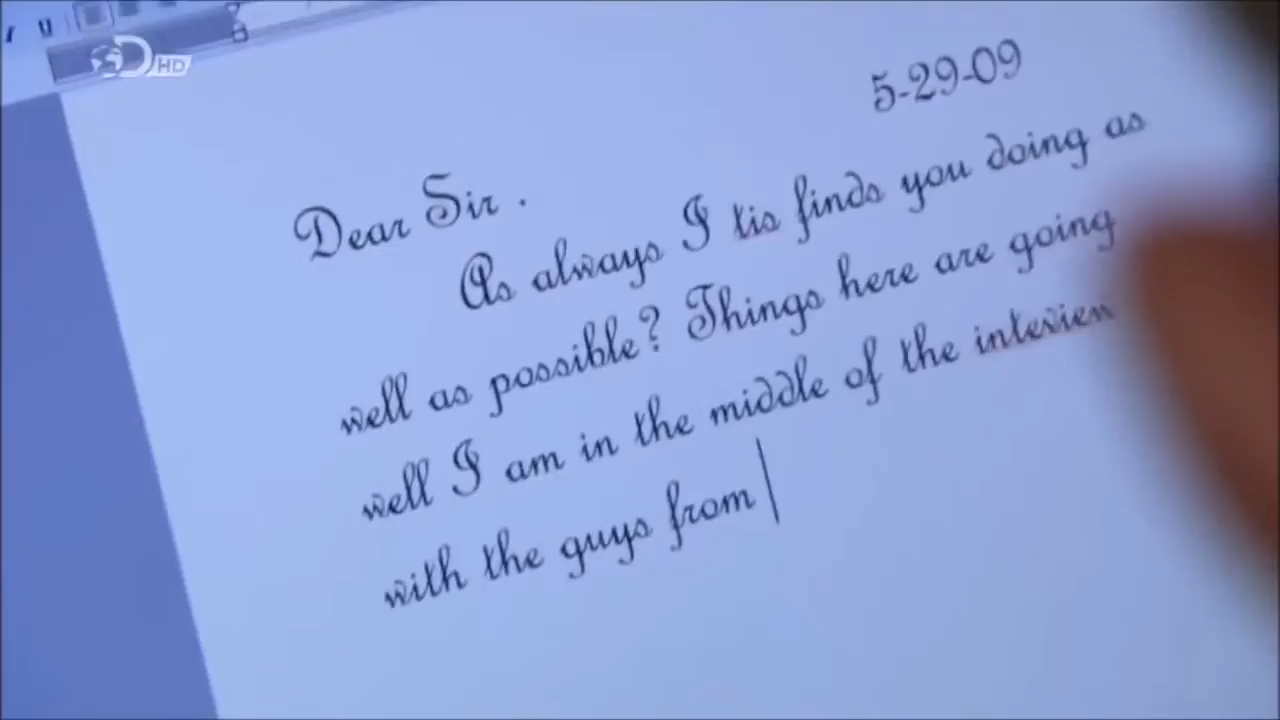 HD
5-29-09
Dear Sir .
As always I tis finds you doing as
well as possible? Things here are going
well I am in the middle of the intevien
with the guys from